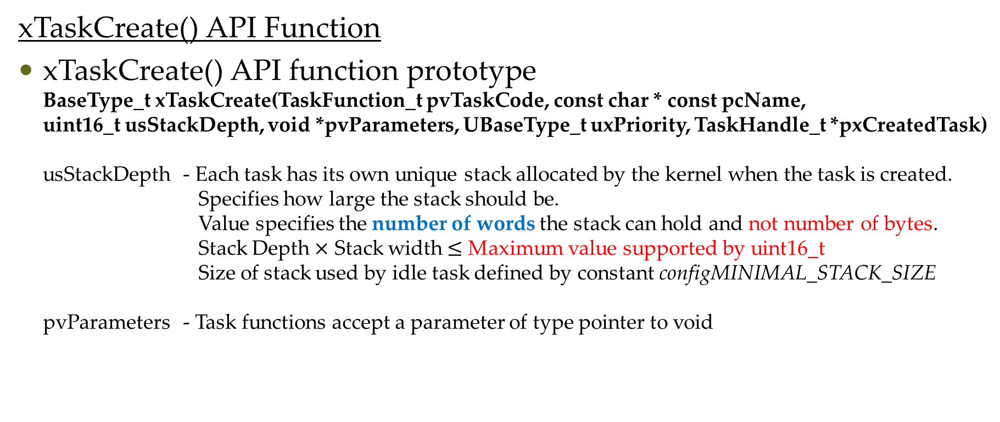 xTaskCreate() API Function
• xTaskCreate() API function prototype
BaseType_t xTaskCreate(TaskFunction_t pvTaskCode, const char * const pcName,
uint16_t usStackDepth, void *pvParameters, UBaseType_t uxPriority, TaskHandle_t *pxCreatedTask)
usStackDepth - Each task has its own unique stack allocated by the kernel when the task is created.
Specifies how large the stack should be.
Value specifies the number of words the stack can hold and not number of bytes.
Stack Depth × Stack width ≤ Maximum value supported by uint16_t
Size of stack used by idle task defined by constant configMINIMAL_STACK_SIZE
pvParameters - Task functions accept a parameter of type pointer to void